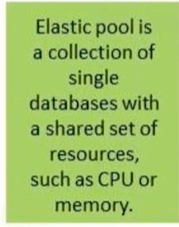 Elastic pool is
a collection of
single
databases with
a shared set of
resources,
such as CPU or
memory.